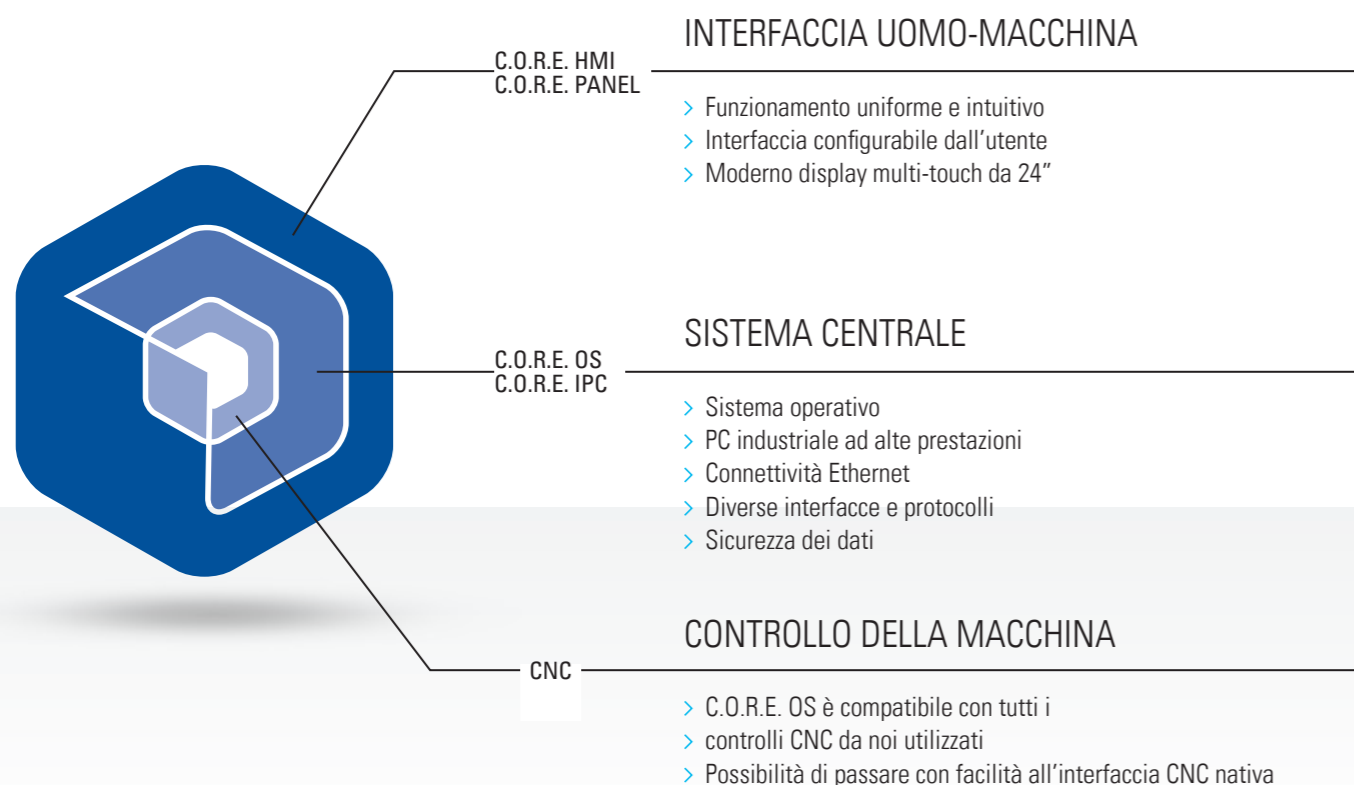 INTERFACCIA UOMO-MACCHINA
C.O.R.E. HMI
C.O.R.E. PANEL
> Funzionamento uniforme e intuitivo
> Interfaccia configurabile dall’utente
> Moderno display multi-touch da 24”
SISTEMA CENTRALE
C.O.R.E. OS
C.O.R.E. IPC
> Sistema operativo
> PC industriale ad alte prestazioni
> Connettività Ethernet
> Diverse interfacce e protocolli
> Sicurezza dei dati
CONTROLLO DELLA MACCHINA
CNC
> C.O.R.E. OS è compatibile con tutti i
> controlli CNC da noi utilizzati
> Possibilità di passare con facilità all’interfaccia CNC nativa